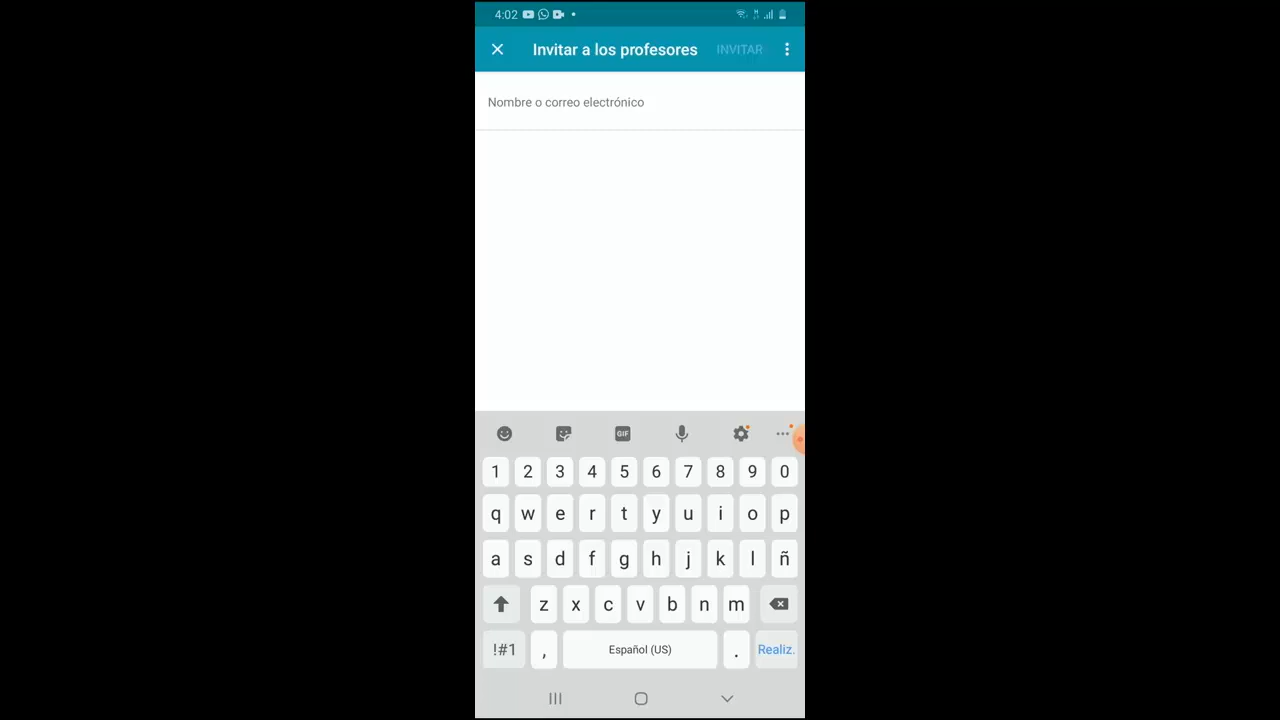 4:02
Invitar a los profesores INVITAR
Nombre o correo electrónico
GIF
1 2 3 4 5 6 7 8 9 0
q w e r t y u i o p
a s d f g h j k l ñ
z x c v b n m
!#1 , Español (US) . Realiz.